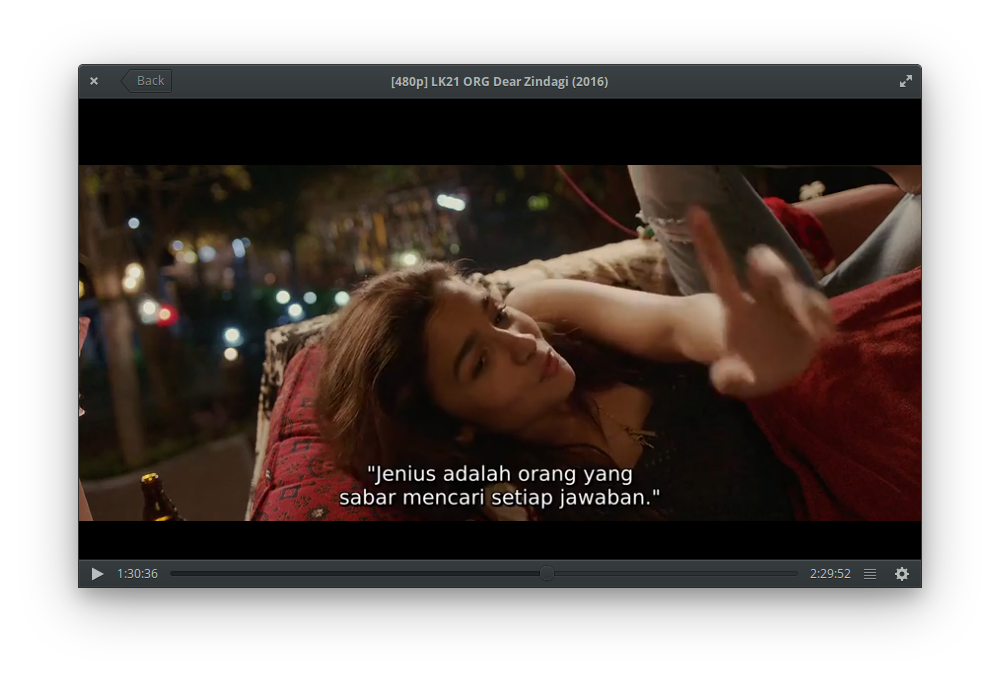 Back
[480p] LK21 ORG Dear Zindagi (2016)
"Jenius adalah orang yang
sabar mencari setiap jawaban."
1:30:36
2:29:52